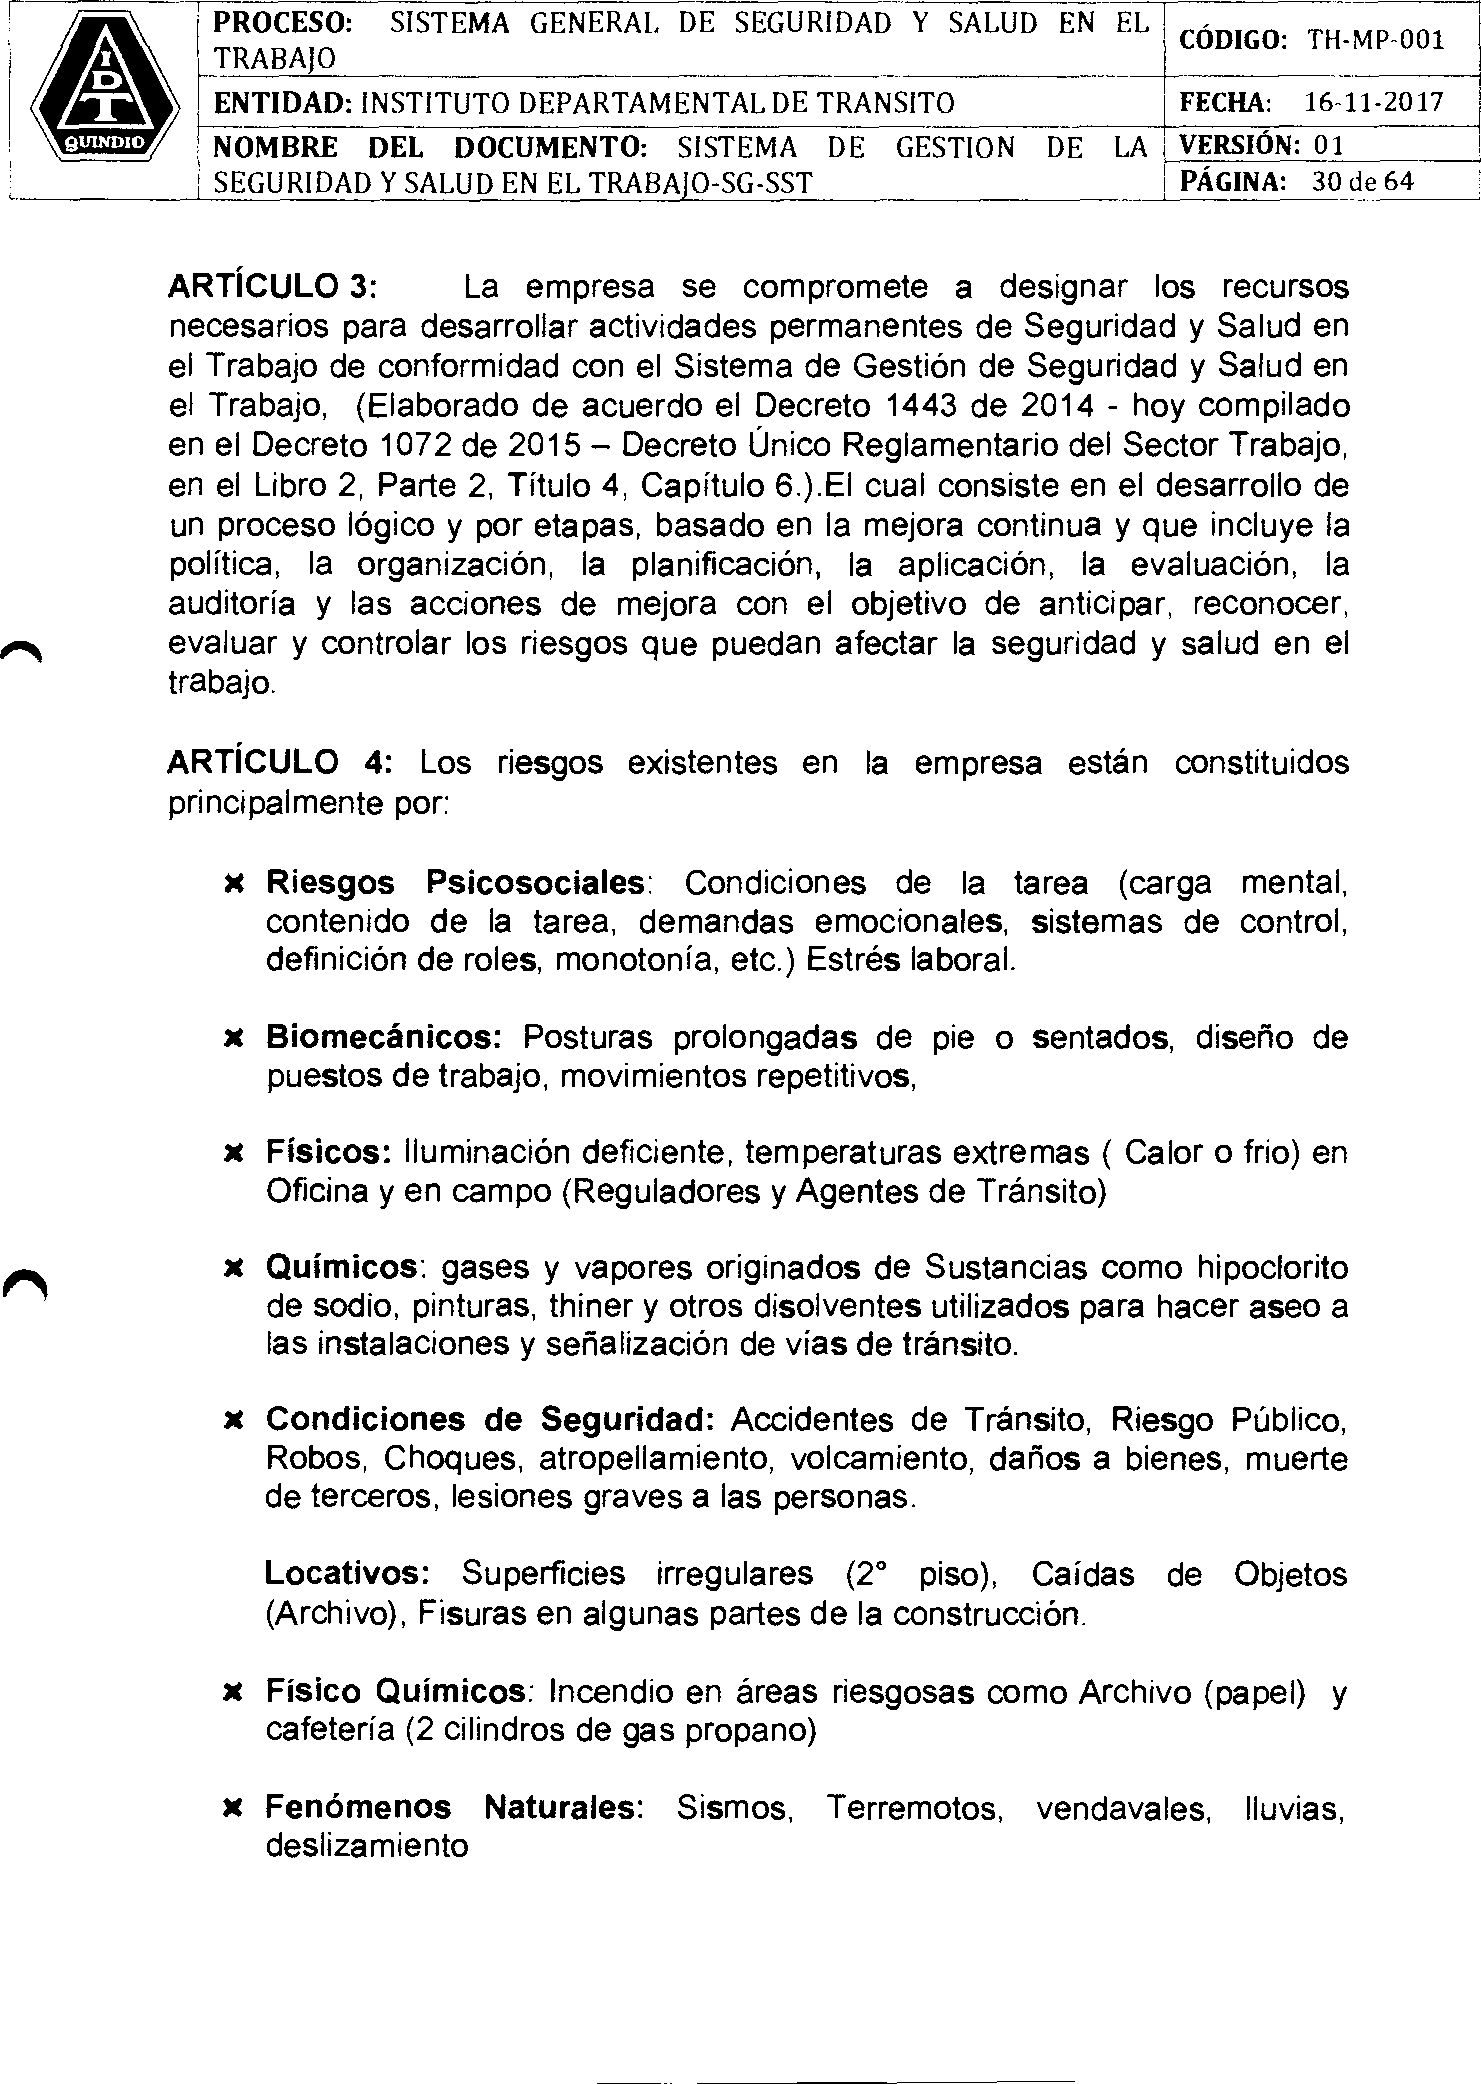 I
D
T
QUINDIO
PROCESO: SISTEMA GENERAL DE SEGURIDAD Y SALUD EN EL
TRABAJO
CÓDIGO: TH-MP-001
ENTIDAD: INSTITUTO DEPARTAMENTAL DE TRANSITO
FECHA: 16-11-2017
NOMBRE DEL DOCUMENTO: SISTEMA DE GESTION DE LA
SEGURIDAD Y SALUD EN EL TRABAJO-SG-SST
VERSIÓN: 01
PÁGINA: 30 de 64
ARTÍCULO 3: La empresa se compromete a designar los recursos
necesarios para desarrollar actividades permanentes de Seguridad y Salud en
el Trabajo de conformidad con el Sistema de Gestión de Seguridad y Salud en
el Trabajo, (Elaborado de acuerdo el Decreto 1443 de 2014 - hoy compilado
en el Decreto 1072 de 2015 – Decreto Único Reglamentario del Sector Trabajo,
en el Libro 2, Parte 2, Título 4, Capítulo 6.).El cual consiste en el desarrollo de
un proceso lógico y por etapas, basado en la mejora continua y que incluye la
política, la organización, la planificación, la aplicación, la evaluación, la
auditoría y las acciones de mejora con el objetivo de anticipar, reconocer,
evaluar y controlar los riesgos que puedan afectar la seguridad y salud en el
trabajo.
ARTÍCULO 4: Los riesgos existentes en la empresa están constituidos
principalmente por:
× Riesgos Psicosociales: Condiciones de la tarea (carga mental,
contenido de la tarea, demandas emocionales, sistemas de control,
definición de roles, monotonía, etc.) Estrés laboral.
× Biomecánicos: Posturas prolongadas de pie o sentados, diseño de
puestos de trabajo, movimientos repetitivos,
× Físicos: Iluminación deficiente, temperaturas extremas ( Calor o frio) en
Oficina y en campo (Reguladores y Agentes de Tránsito)
× Químicos: gases y vapores originados de Sustancias como hipoclorito
de sodio, pinturas, thiner y otros disolventes utilizados para hacer aseo a
las instalaciones y señalización de vías de tránsito.
× Condiciones de Seguridad: Accidentes de Tránsito, Riesgo Público,
Robos, Choques, atropellamiento, volcamiento, daños a bienes, muerte
de terceros, lesiones graves a las personas.
Locativos: Superficies irregulares (2° piso), Caídas de Objetos
(Archivo), Fisuras en algunas partes de la construcción.
× Físico Químicos: Incendio en áreas riesgosas como Archivo (papel) y
cafetería (2 cilindros de gas propano)
× Fenómenos Naturales: Sismos, Terremotos, vendavales, lluvias,
deslizamiento